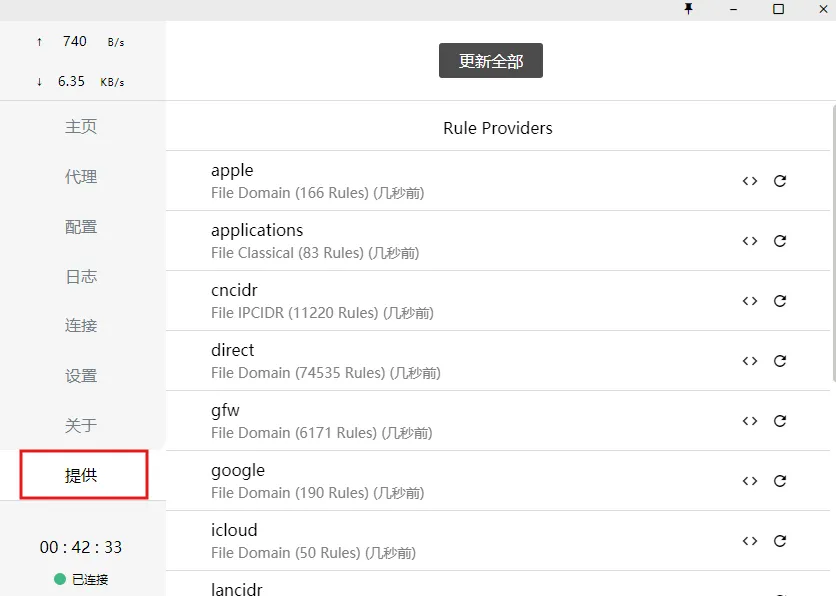 ↑ 740 B/s
↓ 6.35 KB/s
主页
代理
配置
日志
连接
设置
关于
提供
00 : 42 : 33
已连接
更新全部
Rule Providers
apple
File Domain (166 Rules) (几秒前)
applications
File Classical (83 Rules) (几秒前)
cncidr
File IPCIDR (11220 Rules) (几秒前)
direct
File Domain (74535 Rules) (几秒前)
gfw
File Domain (6171 Rules) (几秒前)
google
File Domain (190 Rules) (几秒前)
icloud
File Domain (50 Rules) (几秒前)
lancidr